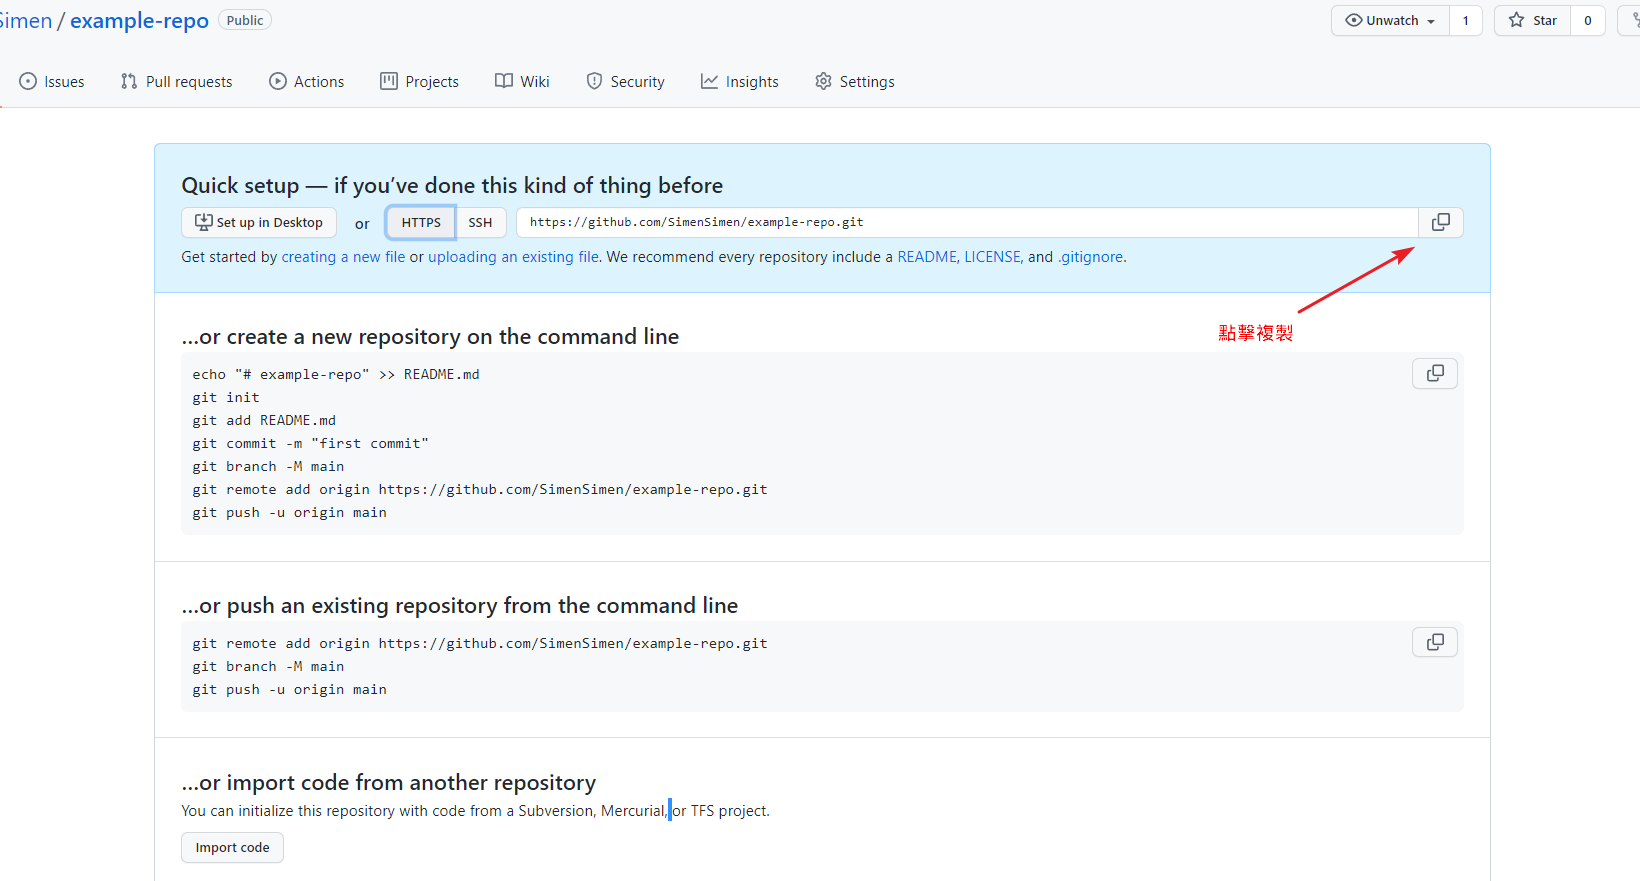 Simen / example-repo Public Unwatch 1 Star 0
Issues Pull requests Actions Projects Wiki Security Insights Settings
Quick setup — if you’ve done this kind of thing before
Set up in Desktop or HTTPS SSH https://github.com/SimenSimen/example-repo.git
Get started by creating a new file or uploading an existing file. We recommend every repository include a README, LICENSE, and .gitignore.
點擊複製
…or create a new repository on the command line
echo "# example-repo" >> README.md
git init
git add README.md
git commit -m "first commit"
git branch -M main
git remote add origin https://github.com/SimenSimen/example-repo.git
git push -u origin main
…or push an existing repository from the command line
git remote add origin https://github.com/SimenSimen/example-repo.git
git branch -M main
git push -u origin main
…or import code from another repository
You can initialize this repository with code from a Subversion, Mercurial, or TFS project.
Import code